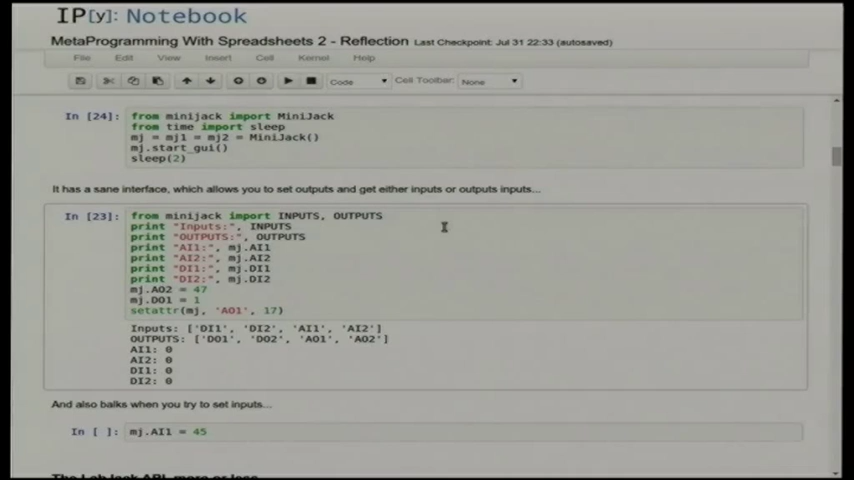 IP[y]: Notebook
MetaProgramming With Spreadsheets 2 - Reflection Last Checkpoint: Jul 31 22:33 (autosaved)
File Edit View Insert Cell Kernel Help
Code Cell Toolbar: None
In [24]: from minijack import MiniJack
from time import sleep
mj = mj1 = mj2 = MiniJack()
mj.start_gui()
sleep(2)
It has a sane interface, which allows you to set outputs and get either inputs or outputs inputs...
In [23]: from minijack import INPUTS, OUTPUTS
print "Inputs:", INPUTS
print "OUTPUTS:", OUTPUTS
print "AI1:", mj.AI1
print "AI2:", mj.AI2
print "DI1:", mj.DI1
print "DI2:", mj.DI2
mj.AO2 = 47
mj.DO1 = 1
setattr(mj, 'AO1', 17)
Inputs: ['DI1', 'DI2', 'AI1', 'AI2']
OUTPUTS: ['DO1', 'DO2', 'AO1', 'AO2']
AI1: 0
AI2: 0
DI1: 0
DI2: 0
And also balks when you try to set inputs...
In [ ]: mj.AI1 = 45
The LabJack API, more or less